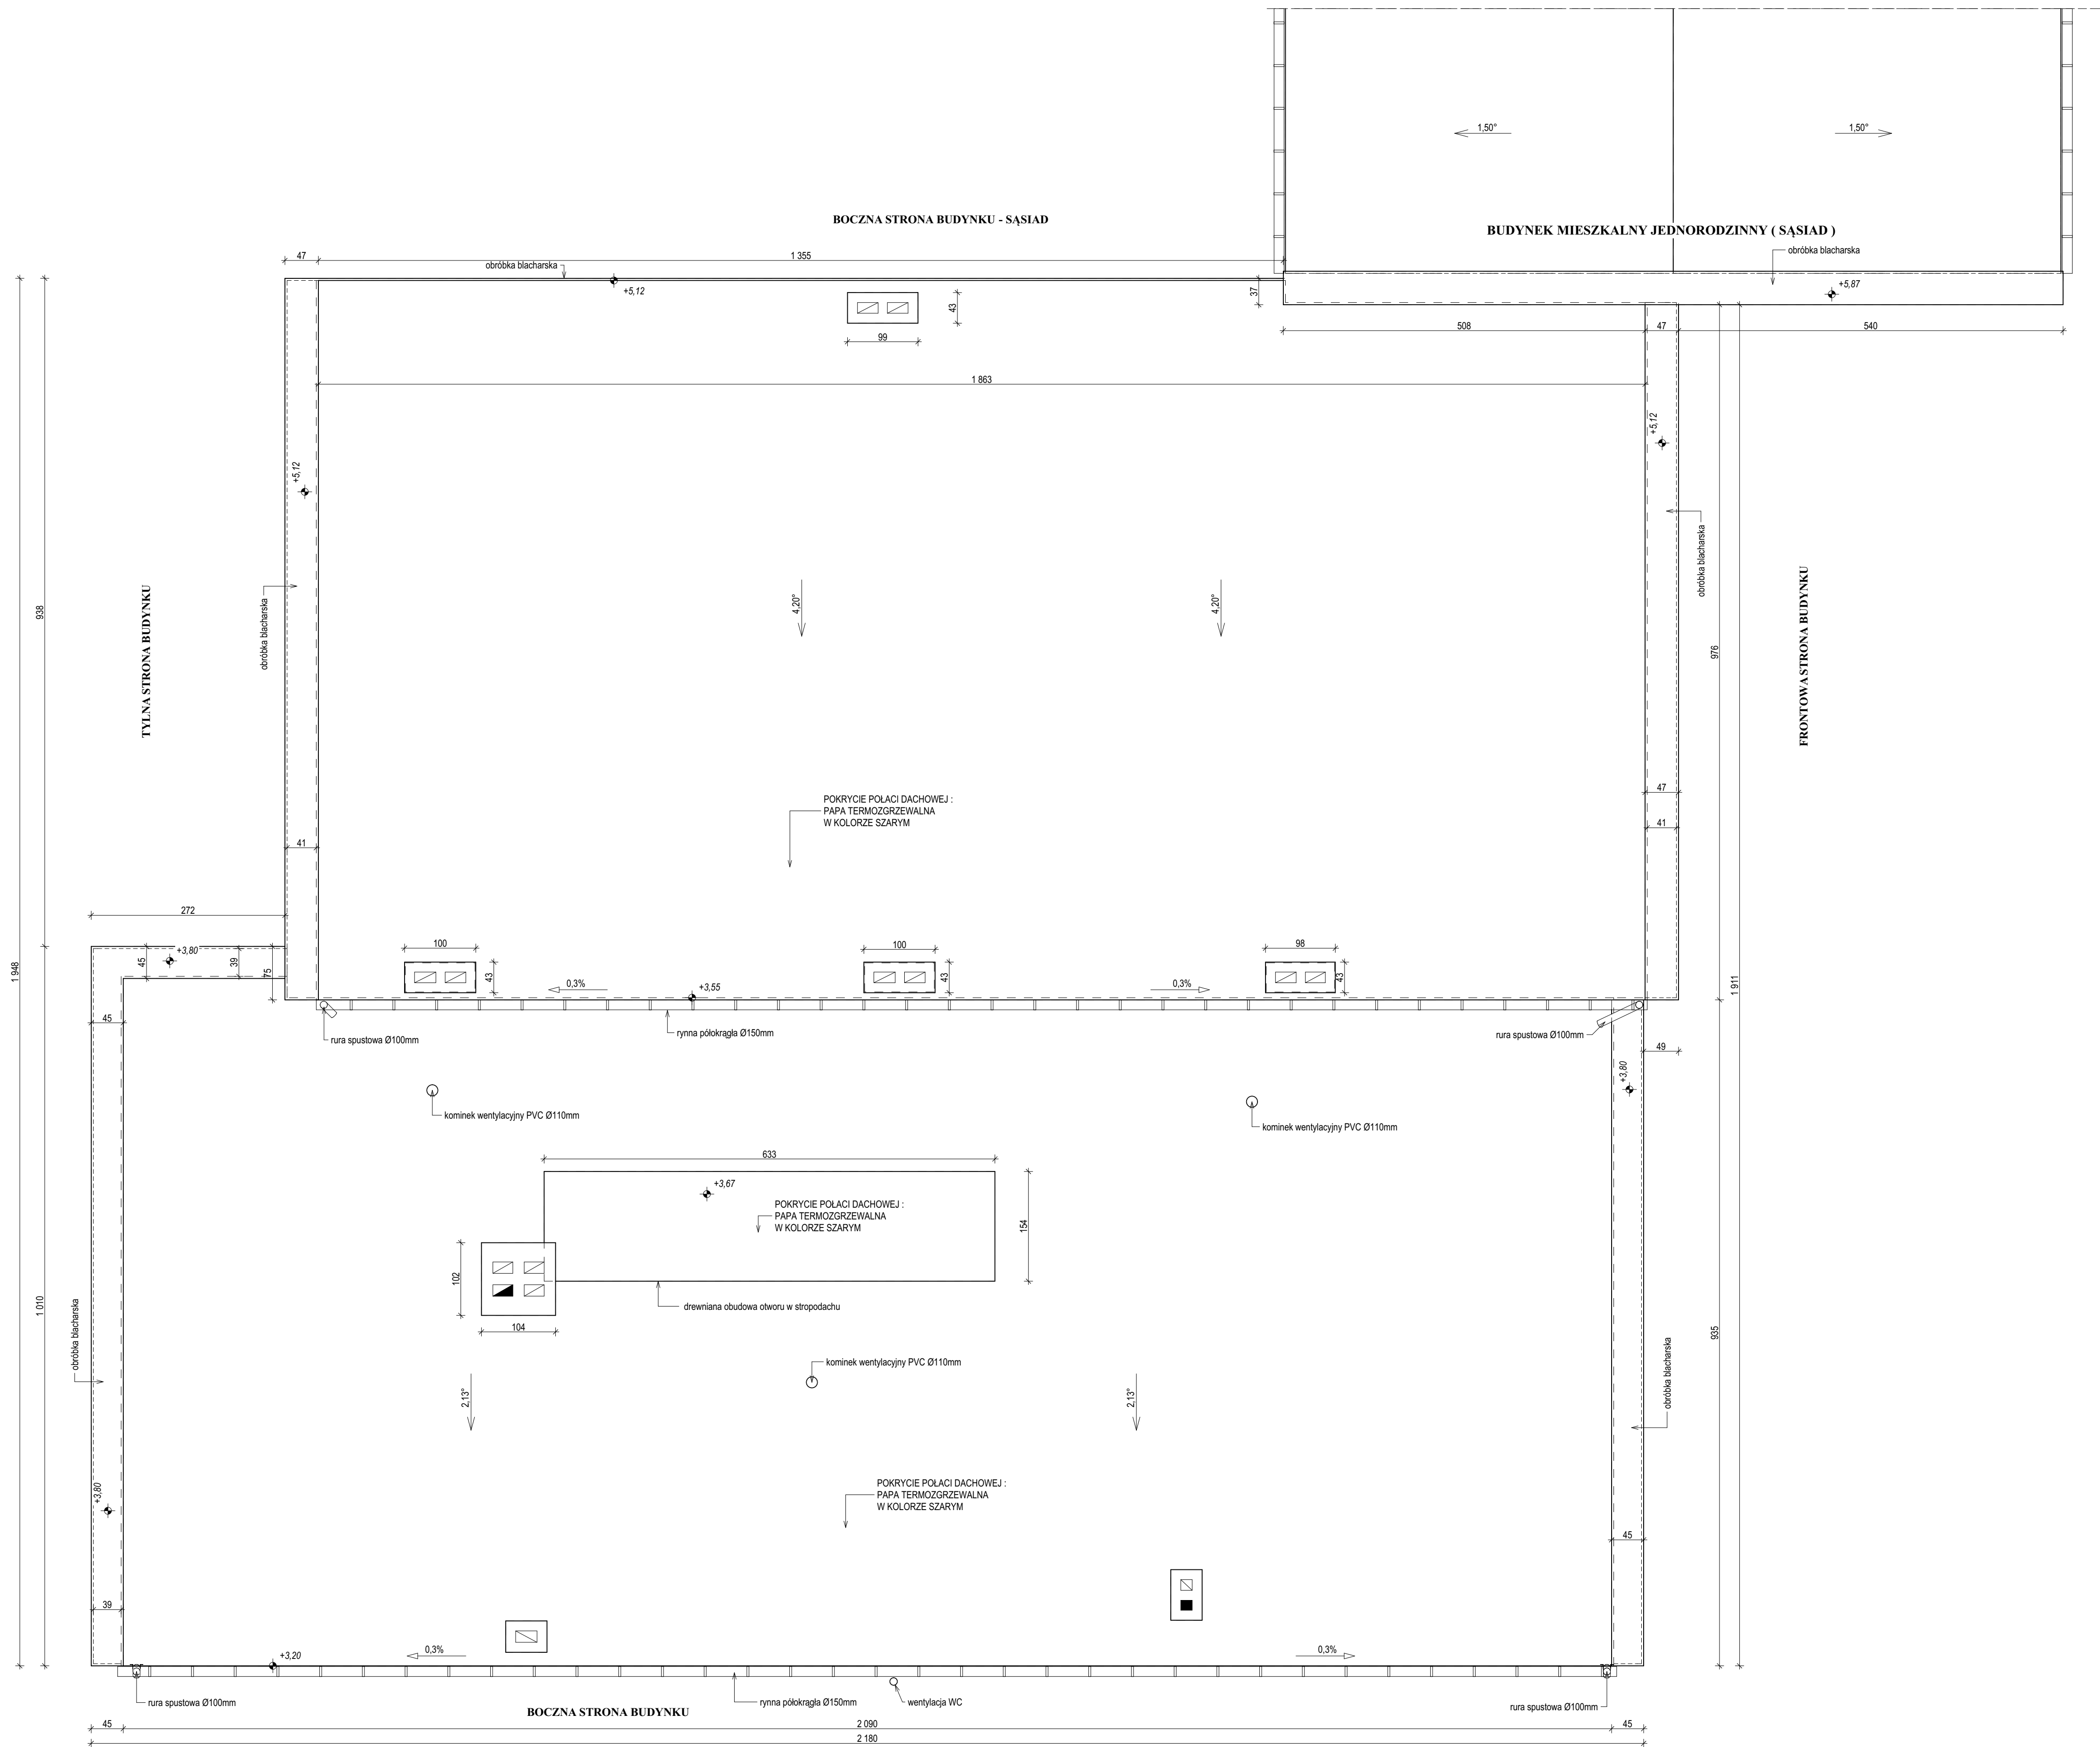 1,50°
1,50°
BOCZNA STRONA BUDYNKU - SĄSIAD
BUDYNEK MIESZKALNY JEDNORODZINNY ( SĄSIAD )
obróbka blacharska
47
1 355
obróbka blacharska
+5,12
37
+5,87
43
99
508
47
540
1 863
+5,12
+5,12
obróbka blacharska
TYLNA STRONA BUDYNKU
938
obróbka blacharska
4,20°
4,20°
FRONTOWA STRONA BUDYNKU
976
POKRYCIE POŁACI DACHOWEJ :
PAPA TERMOZGRZEWALNA
W KOLORZE SZARYM
47
41
41
272
+3,80
45
39
75
1 948
100
43
100
43
98
43
0,3%
+3,55
0,3%
1 911
45
rura spustowa Ø100mm
rynna półokrągła Ø150mm
rura spustowa Ø100mm
49
+3,80
kominek wentylacyjny PVC Ø110mm
kominek wentylacyjny PVC Ø110mm
633
+3,67
POKRYCIE POŁACI DACHOWEJ :
PAPA TERMOZGRZEWALNA
W KOLORZE SZARYM
154
102
104
drewniana obudowa otworu w stropodachu
1 010
obróbka blacharska
935
kominek wentylacyjny PVC Ø110mm
2,13°
2,13°
obróbka blacharska
POKRYCIE POŁACI DACHOWEJ :
PAPA TERMOZGRZEWALNA
W KOLORZE SZARYM
+3,80
45
39
0,3%
0,3%
+3,20
rura spustowa Ø100mm
rynna półokrągła Ø150mm
wentylacja WC
rura spustowa Ø100mm
BOCZNA STRONA BUDYNKU
45
2 090
45
2 180